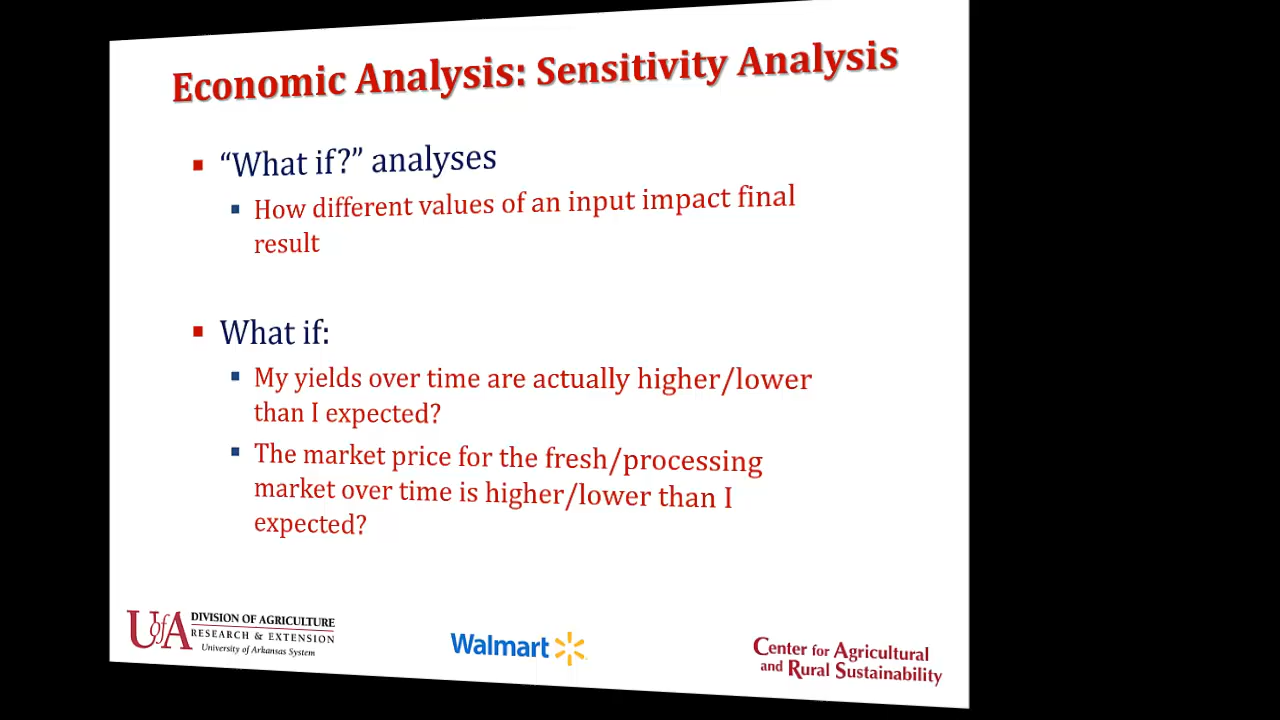 Economic Analysis: Sensitivity Analysis
“What if?” analyses
How different values of an input impact final
result
What if:
My yields over time are actually higher/lower
than I expected?
The market price for the fresh/processing
market over time is higher/lower than I
expected?
UofA
DIVISION OF AGRICULTURE
RESEARCH & EXTENSION
University of Arkansas System
Walmart
Center for Agricultural
and Rural Sustainability